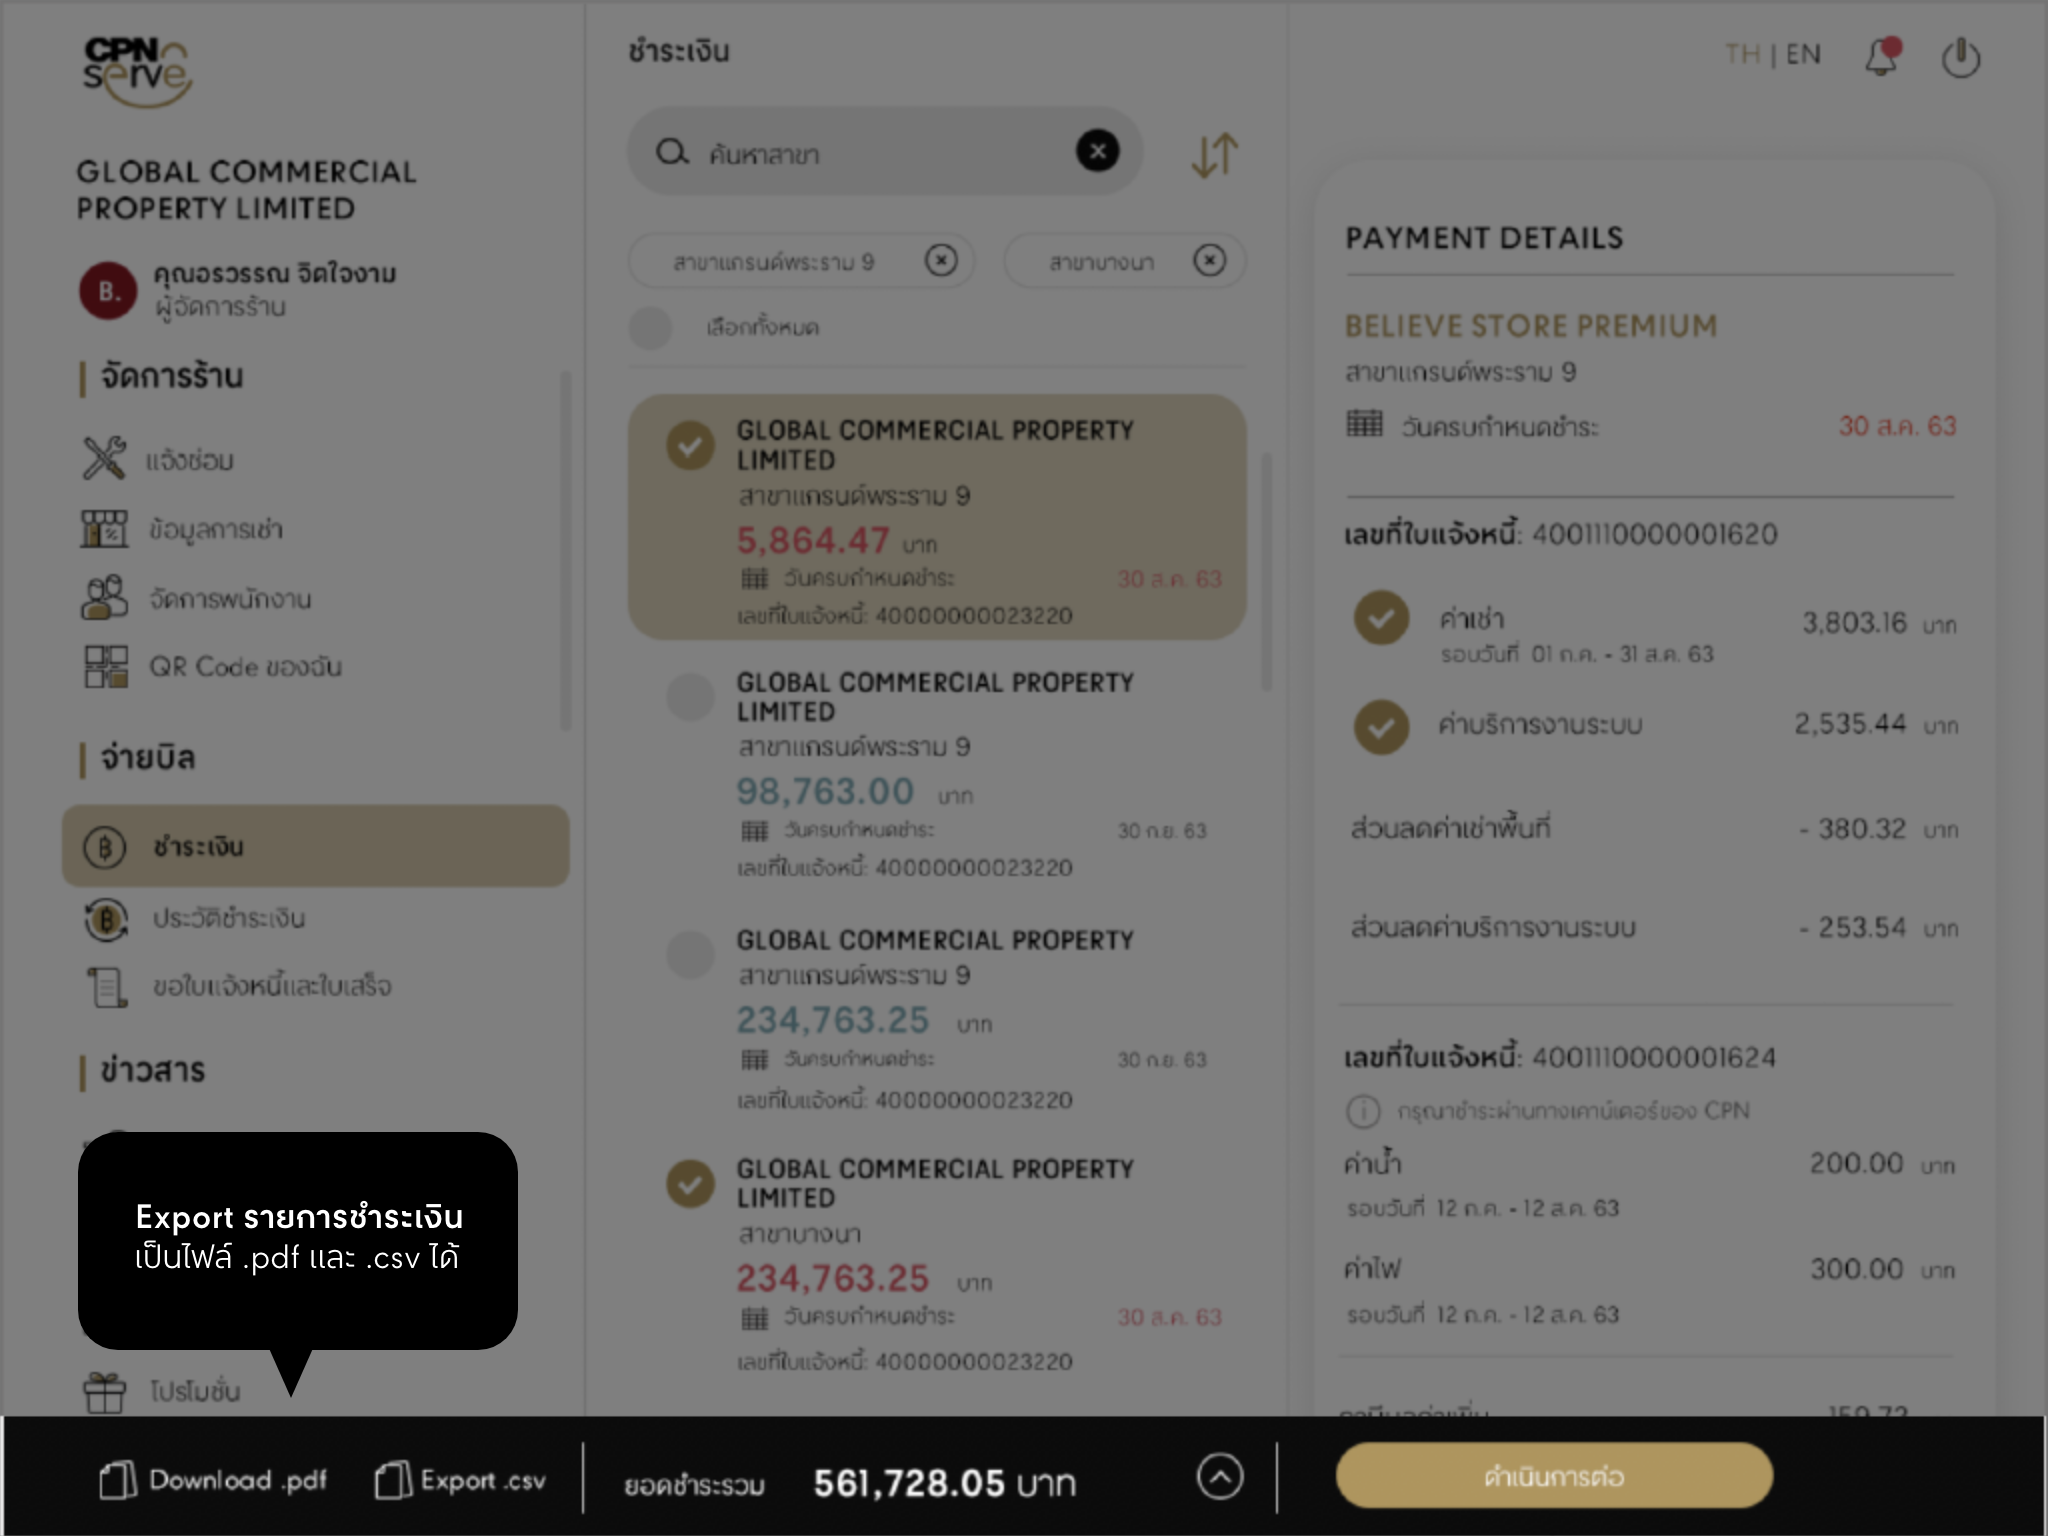 CPN
serve
GLOBAL COMMERCIAL
PROPERTY LIMITED
B.
คุณอรวรรณ จิตใจงาม
ผู้จัดการร้าน
จัดการร้าน
แจ้งซ่อม
ข้อมูลการเช่า
จัดการพนักงาน
QR Code ของฉัน
จ่ายบิล
ชำระเงิน
ประวัติชำระเงิน
ขอใบแจ้งหนี้และใบเสร็จ
ข่าวสาร
Export รายการชำระเงิน
เป็นไฟล์ .pdf และ .csv ได้
โปรโมชั่น
ชำระเงิน
ค้นหาสาขา
สาขาแกรนด์พระราม 9
สาขาบางนา
เลือกทั้งหมด
GLOBAL COMMERCIAL PROPERTY
LIMITED
สาขาแกรนด์พระราม 9
5,864.47 บาท
วันครบกำหนดชำระ 30 ส.ค. 63
เลขที่ใบแจ้งหนี้: 40000000023220
GLOBAL COMMERCIAL PROPERTY
LIMITED
สาขาแกรนด์พระราม 9
98,763.00 บาท
วันครบกำหนดชำระ 30 ก.ย. 63
เลขที่ใบแจ้งหนี้: 40000000023220
GLOBAL COMMERCIAL PROPERTY
สาขาแกรนด์พระราม 9
234,763.25 บาท
วันครบกำหนดชำระ 30 ก.ย. 63
เลขที่ใบแจ้งหนี้: 40000000023220
GLOBAL COMMERCIAL PROPERTY
LIMITED
สาขาบางนา
234,763.25 บาท
วันครบกำหนดชำระ 30 ส.ค. 63
เลขที่ใบแจ้งหนี้: 40000000023220
TH | EN
PAYMENT DETAILS
BELIEVE STORE PREMIUM
สาขาแกรนด์พระราม 9
วันครบกำหนดชำระ 30 ส.ค. 63
เลขที่ใบแจ้งหนี้: 4001110000001620
ค่าเช่า 3,803.16 บาท
รอบวันที่ 01 ก.ค. - 31 ส.ค. 63
ค่าบริการงานระบบ 2,535.44 บาท
ส่วนลดค่าเช่าพื้นที่ - 380.32 บาท
ส่วนลดค่าบริการงานระบบ - 253.54 บาท
เลขที่ใบแจ้งหนี้: 4001110000001624
กรุณาชำระผ่านทางเคาน์เตอร์ของ CPN
ค่าน้ำ 200.00 บาท
รอบวันที่ 12 ก.ค. - 12 ส.ค. 63
ค่าไฟ 300.00 บาท
รอบวันที่ 12 ก.ค. - 12 ส.ค. 63
Download .pdf
Export .csv
ยอดชำระรวม 561,728.05 บาท
ดำเนินการต่อ